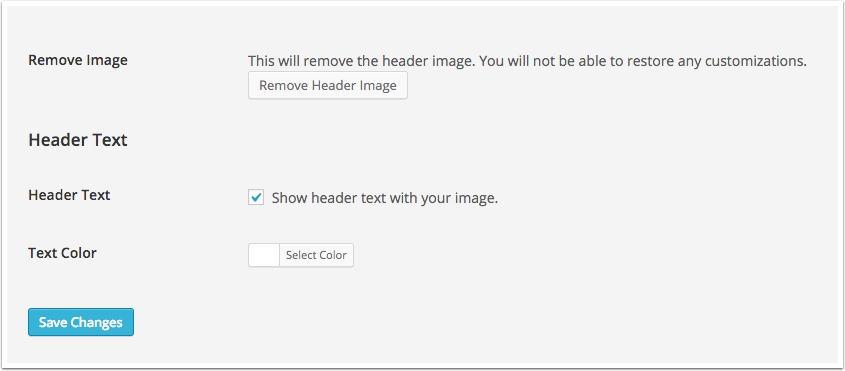 Remove Image
This will remove the header image. You will not be able to restore any customizations.
Remove Header Image
Header Text
Header Text
Show header text with your image.
Text Color
Select Color
Save Changes